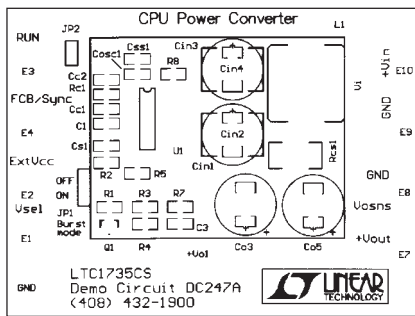 CPU Power Converter
L1
RUN
JP2
Css1
Cosc1
Cin3
R8
+Vin
E3
Cc2
Cin4
Vi
E10
Rc1
FCB/Sync
Cc1
GND
C1
E4
Cin2
E9
Cs1
U1
Rcs1
ExtVcc
Cin1
R2
R5
GND
OFF
E2
ON
E8
Vsel
JP1
R1
R3
R7
Vosns
Burst
mode
C3
E1
Q1
R4
+Vol
Co3
Co5
+Vout
E7
LTC1735CS
GND
Demo Circuit DC247A
(408) 432-1900
LT LINEAR
TECHNOLOGY